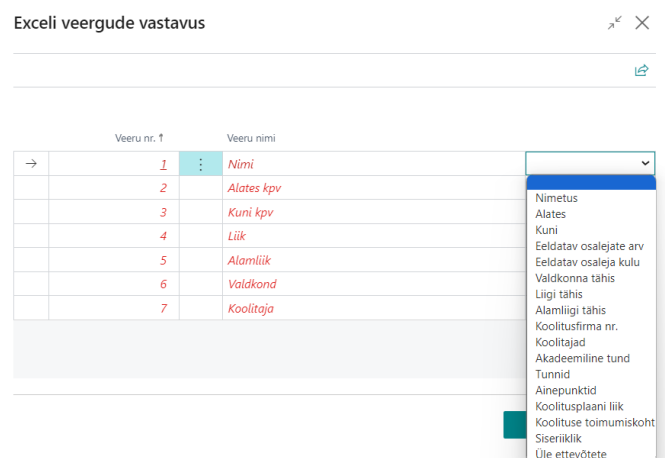 Exceli veergude vastavus
Veeru nr. ↑ Veeru nimi
1 Nimi
2 Alates kpv
3 Kuni kpv
4 Liik
5 Alamliik
6 Valdkond
7 Koolitaja
Nimetus
Alates
Kuni
Eeldatav osalejate arv
Eeldatav osaleja kulu
Valdkonna tähis
Liigi tähis
Alamliigi tähis
Koolitusfirma nr.
Koolitajad
Akadeemiline tund
Tunnid
Ainepunktid
Koolitusplaani liik
Koolituse toimumiskoht
Siseriiklik
Üle ettevõtete